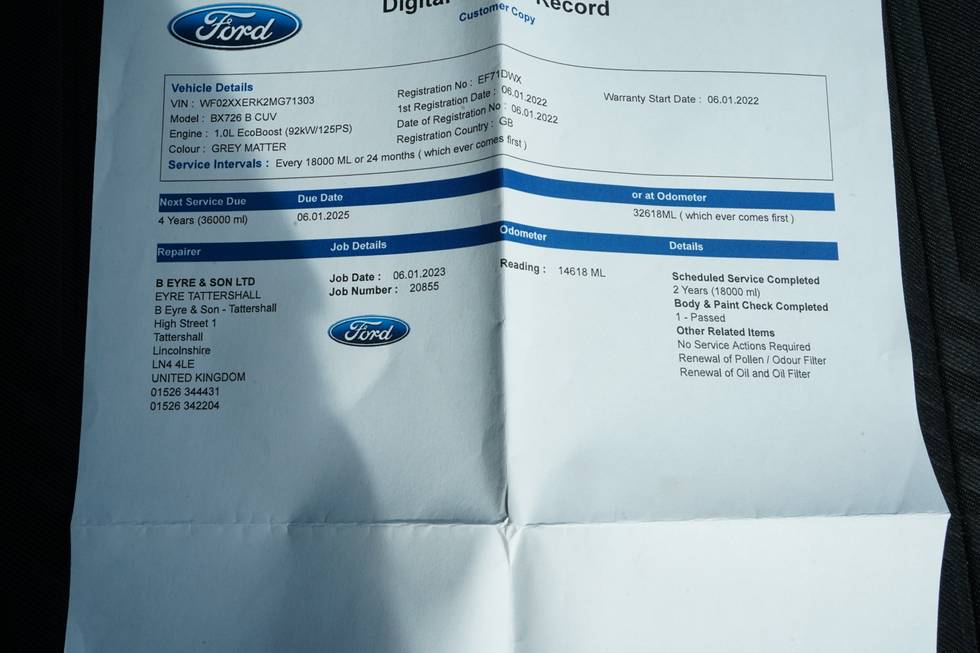 Ford
Digital Record
Customer Copy
Vehicle Details
VIN : WF02XXERK2MG71303
Model : BX726 B CUV
Engine : 1.0L EcoBoost (92kW/125PS)
Colour : GREY MATTER
Registration No : EF71DWX
1st Registration Date : 06.01.2022
Date of Registration No : 06.01.2022
Registration Country : GB
Warranty Start Date : 06.01.2022
Service Intervals : Every 18000 ML or 24 months ( which ever comes first )
Next Service Due Due Date or at Odometer
4 Years (36000 ml) 06.01.2025 32618ML ( which ever comes first )
Repairer Job Details Odometer Details
B EYRE & SON LTD
EYRE TATTERSHALL
B Eyre & Son - Tattershall
High Street 1
Tattershall
Lincolnshire
LN4 4LE
UNITED KINGDOM
01526 344431
01526 342204
Job Date : 06.01.2023
Job Number : 20855
Ford
Reading : 14618 ML
Scheduled Service Completed
2 Years (18000 ml)
Body & Paint Check Completed
1 - Passed
Other Related Items
No Service Actions Required
Renewal of Pollen / Odour Filter
Renewal of Oil and Oil Filter